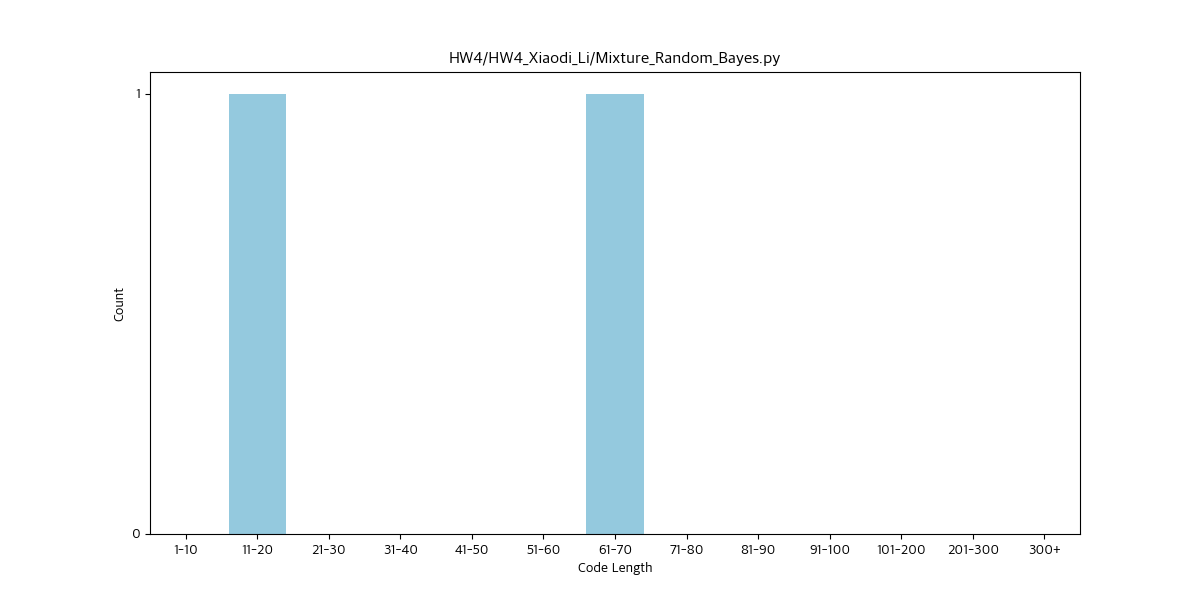 HW4/HW4_Xiaodi_Li/Mixture_Random_Bayes.py
1
Count
0
1-10 11-20 21-30 31-40 41-50 51-60 61-70 71-80 81-90 91-100 101-200 201-300 300+
Code Length